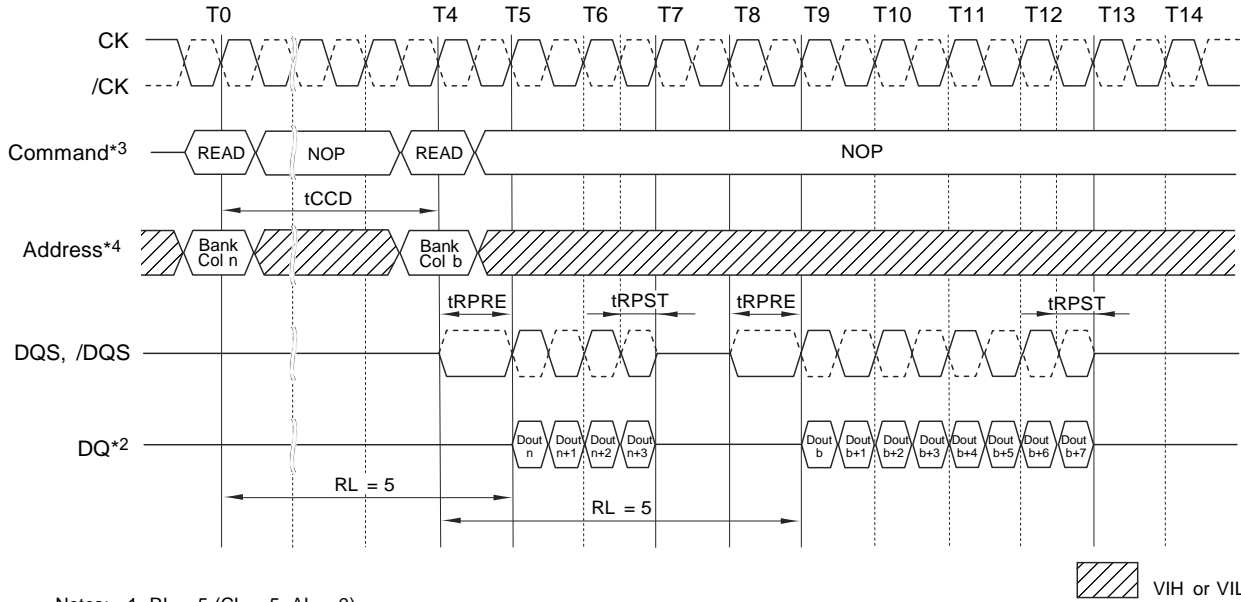 T0 T4 T5 T6 T7 T8 T9 T10 T11 T12 T13 T14
CK
/CK
Command*3 READ NOP READ NOP
tCCD
Address*4 Bank Col n Bank Col b
tRPRE tRPST tRPRE tRPST
DQS, /DQS
DQ*2 Dout n Dout n+1 Dout n+2 Dout n+3 Dout b Dout b+1 Dout b+2 Dout b+3 Dout b+4 Dout b+5 Dout b+6 Dout b+7
RL = 5
RL = 5
VIH or VIL